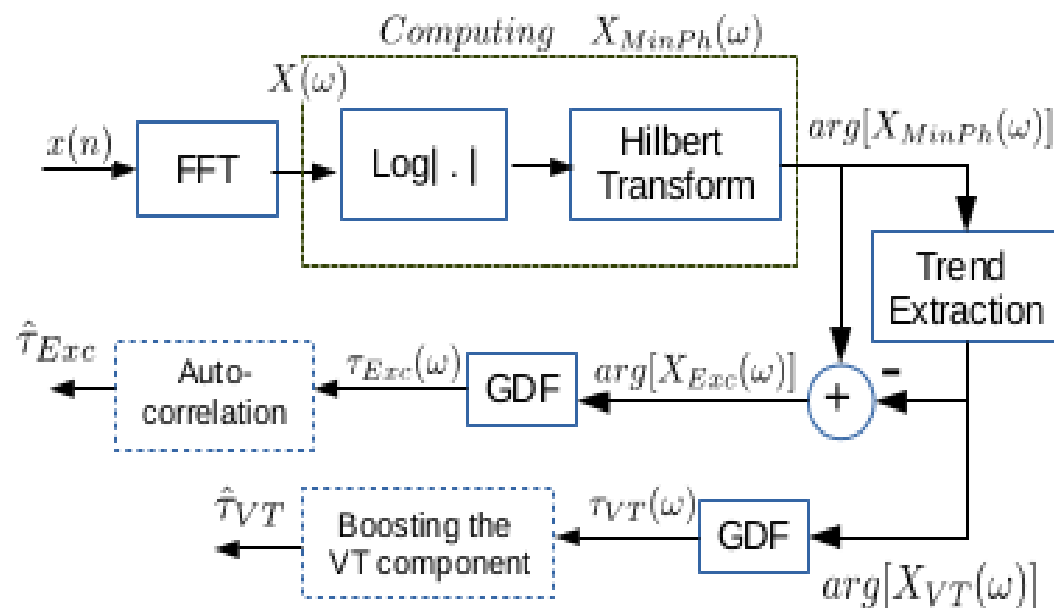 Computing X_{MinPh}(ω)
X(ω)
x(n)
FFT
Log| . |
Hilbert
Transform
arg[X_{MinPh}(ω)]
Trend
Extraction
τ̂_{Exc}
Auto-
correlation
τ_{Exc}(ω)
GDF
arg[X_{Exc}(ω)]
+
-
τ̂_{VT}
Boosting the
VT component
τ_{VT}(ω)
GDF
arg[X_{VT}(ω)]